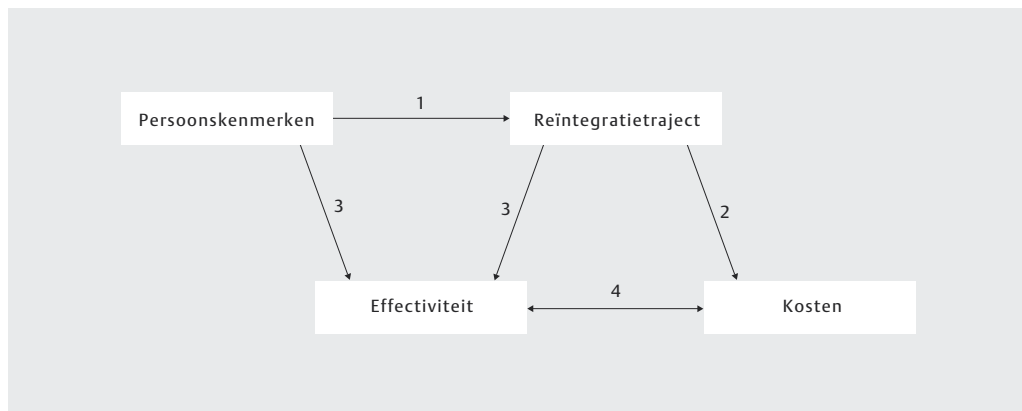 1
Persoonskenmerken
Reïntegratietraject
3
3
2
4
Effectiviteit
Kosten